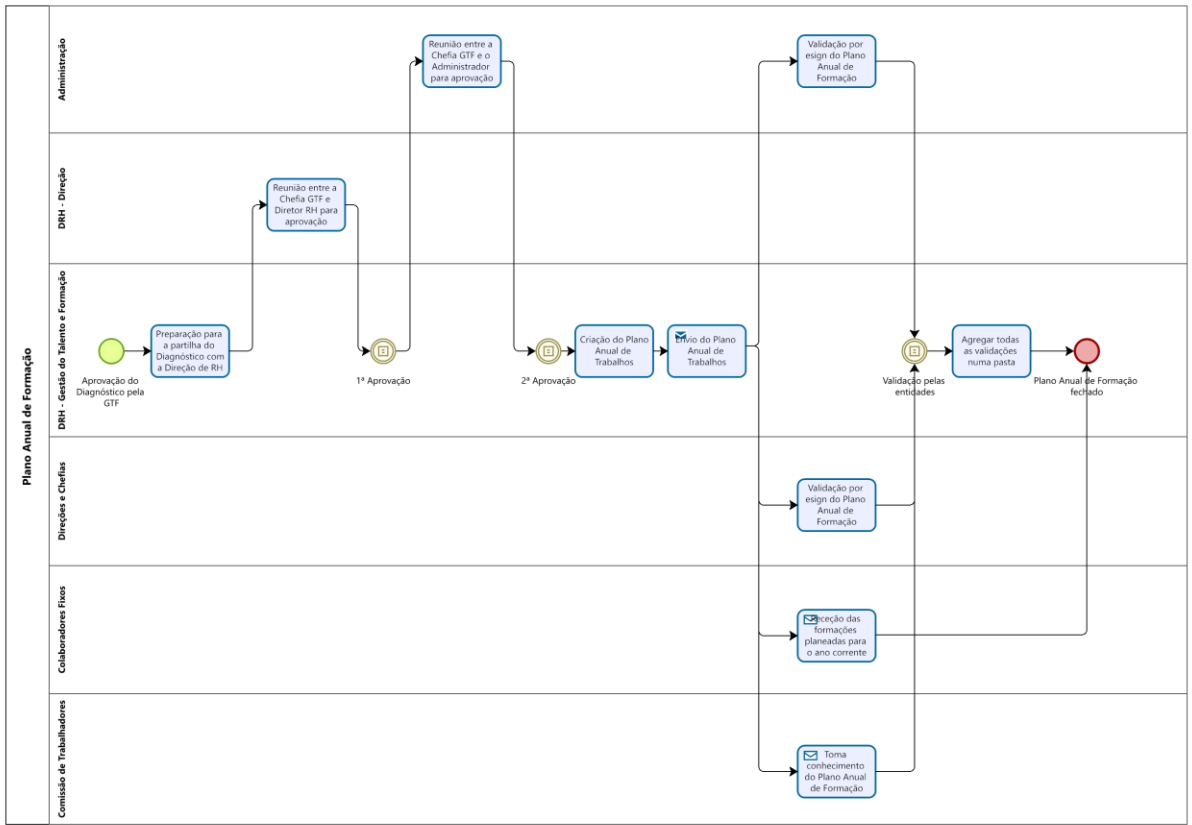 Plano Anual de Formação
Administração
Reunião entre a
Chefia GTF e o
Administrador
para aprovação
Validação por
esign do Plano
Anual de
Formação
DRH - Direção
Reunião entre a
Chefia GTF e
Diretor RH para
aprovação
DRH - Gestão do Talento e Formação
Aprovação do
Diagnóstico pela
GTF
Preparação para
a partilha do
Diagnóstico com
a Direção de RH
1ª Aprovação
2ª Aprovação
Criação do Plano
Anual de
Trabalhos
Envio do Plano
Anual de
Trabalhos
Validação pelas
entidades
Agregar todas
as validações
numa pasta
Plano Anual de Formação
fechado
Direções e Chefias
Validação por
esign do Plano
Anual de
Formação
Colaboradores Fixos
Receção das
formações
planeadas para
o ano corrente
Comissão de Trabalhadores
Toma
conhecimento
do Plano Anual
de Formação